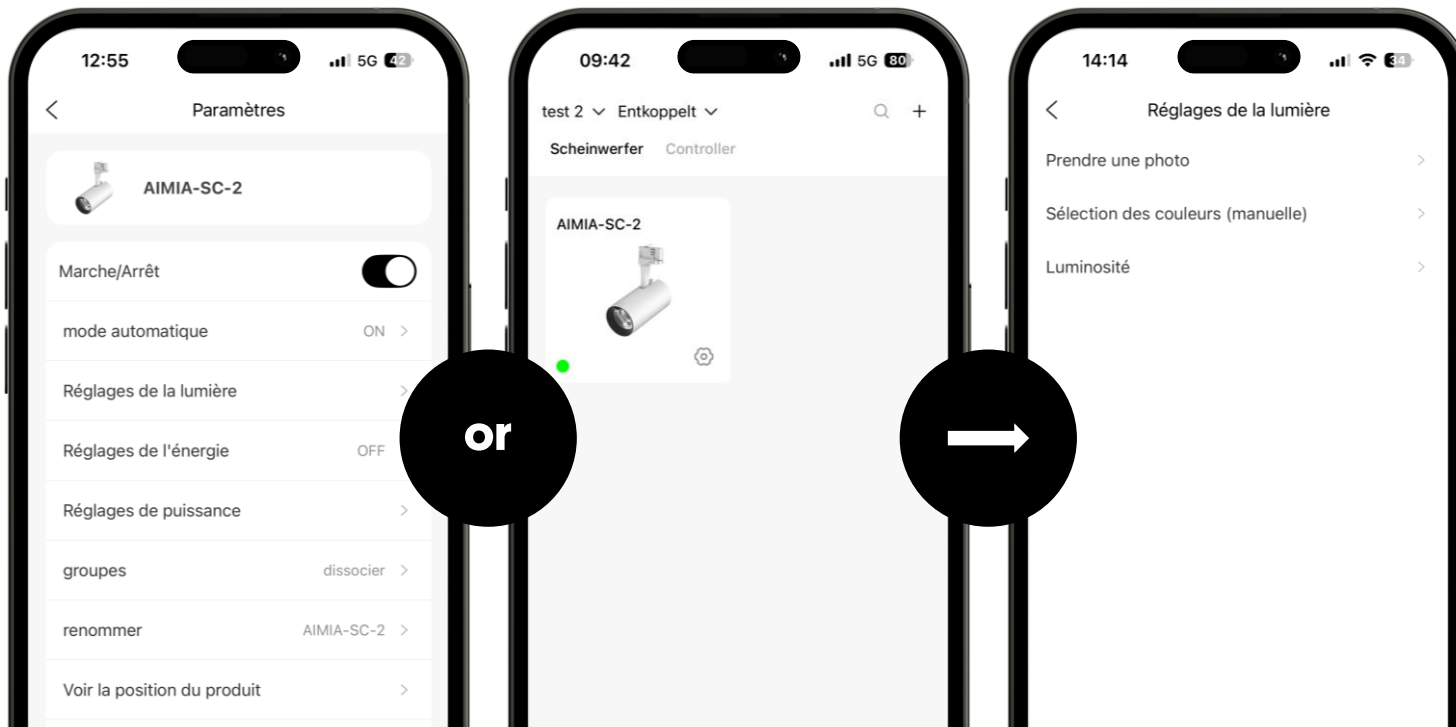 12:55
5G 42
Paramètres
AIMIA-SC-2
Marche/Arrêt
mode automatique ON
Réglages de la lumière
Réglages de l'énergie OFF
Réglages de puissance
groupes dissocier
renommer AIMIA-SC-2
Voir la position du produit
or
09:42
5G 80
test 2 Entkoppelt
Scheinwerfer Controller
AIMIA-SC-2
14:14
34
Réglages de la lumière
Prendre une photo
Sélection des couleurs (manuelle)
Luminosité